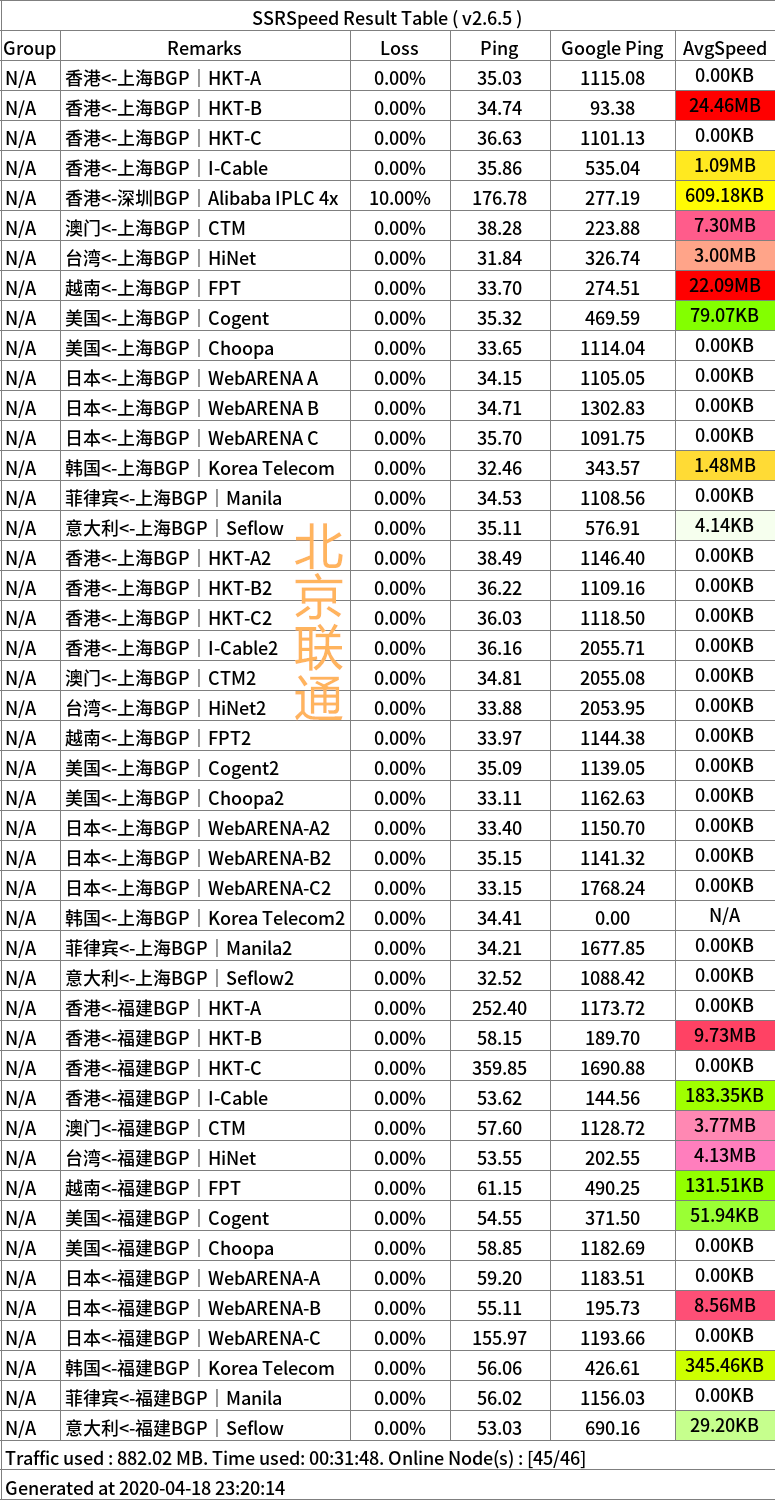 SSRSpeed Result Table ( v2.6.5 )
Group Remarks Loss Ping Google Ping AvgSpeed
N/A 香港<-上海BGP｜HKT-A 0.00% 35.03 1115.08 0.00KB
N/A 香港<-上海BGP｜HKT-B 0.00% 34.74 93.38 24.46MB
N/A 香港<-上海BGP｜HKT-C 0.00% 36.63 1101.13 0.00KB
N/A 香港<-上海BGP｜I-Cable 0.00% 35.86 535.04 1.09MB
N/A 香港<-深圳BGP｜Alibaba IPLC 4x 10.00% 176.78 277.19 609.18KB
N/A 澳门<-上海BGP｜CTM 0.00% 38.28 223.88 7.30MB
N/A 台湾<-上海BGP｜HiNet 0.00% 31.84 326.74 3.00MB
N/A 越南<-上海BGP｜FPT 0.00% 33.70 274.51 22.09MB
N/A 美国<-上海BGP｜Cogent 0.00% 35.32 469.59 79.07KB
N/A 美国<-上海BGP｜Choopa 0.00% 33.65 1114.04 0.00KB
N/A 日本<-上海BGP｜WebARENA A 0.00% 34.15 1105.05 0.00KB
N/A 日本<-上海BGP｜WebARENA B 0.00% 34.71 1302.83 0.00KB
N/A 日本<-上海BGP｜WebARENA C 0.00% 35.70 1091.75 0.00KB
N/A 韩国<-上海BGP｜Korea Telecom 0.00% 32.46 343.57 1.48MB
N/A 菲律宾<-上海BGP｜Manila 0.00% 34.53 1108.56 0.00KB
N/A 意大利<-上海BGP｜Seflow 0.00% 35.11 576.91 4.14KB
N/A 香港<-上海BGP｜HKT-A2 0.00% 38.49 1146.40 0.00KB
N/A 香港<-上海BGP｜HKT-B2 0.00% 36.22 1109.16 0.00KB
N/A 香港<-上海BGP｜HKT-C2 0.00% 36.03 1118.50 0.00KB
N/A 香港<-上海BGP｜I-Cable2 0.00% 36.16 2055.71 0.00KB
N/A 澳门<-上海BGP｜CTM2 0.00% 34.81 2055.08 0.00KB
N/A 台湾<-上海BGP｜HiNet2 0.00% 33.88 2053.95 0.00KB
北京联通
N/A 越南<-上海BGP｜FPT2 0.00% 33.97 1144.38 0.00KB
N/A 美国<-上海BGP｜Cogent2 0.00% 35.09 1139.05 0.00KB
N/A 美国<-上海BGP｜Choopa2 0.00% 33.11 1162.63 0.00KB
N/A 日本<-上海BGP｜WebARENA-A2 0.00% 33.40 1150.70 0.00KB
N/A 日本<-上海BGP｜WebARENA-B2 0.00% 35.15 1141.32 0.00KB
N/A 日本<-上海BGP｜WebARENA-C2 0.00% 33.15 1768.24 0.00KB
N/A 韩国<-上海BGP｜Korea Telecom2 0.00% 34.41 0.00 N/A
N/A 菲律宾<-上海BGP｜Manila2 0.00% 34.21 1677.85 0.00KB
N/A 意大利<-上海BGP｜Seflow2 0.00% 32.52 1088.42 0.00KB
N/A 香港<-福建BGP｜HKT-A 0.00% 252.40 1173.72 0.00KB
N/A 香港<-福建BGP｜HKT-B 0.00% 58.15 189.70 9.73MB
N/A 香港<-福建BGP｜HKT-C 0.00% 359.85 1690.88 0.00KB
N/A 香港<-福建BGP｜I-Cable 0.00% 53.62 144.56 183.35KB
N/A 澳门<-福建BGP｜CTM 0.00% 57.60 1128.72 3.77MB
N/A 台湾<-福建BGP｜HiNet 0.00% 53.55 202.55 4.13MB
N/A 越南<-福建BGP｜FPT 0.00% 61.15 490.25 131.51KB
N/A 美国<-福建BGP｜Cogent 0.00% 54.55 371.50 51.94KB
N/A 美国<-福建BGP｜Choopa 0.00% 58.85 1182.69 0.00KB
N/A 日本<-福建BGP｜WebARENA-A 0.00% 59.20 1183.51 0.00KB
N/A 日本<-福建BGP｜WebARENA-B 0.00% 55.11 195.73 8.56MB
N/A 日本<-福建BGP｜WebARENA-C 0.00% 155.97 1193.66 0.00KB
N/A 韩国<-福建BGP｜Korea Telecom 0.00% 56.06 426.61 345.46KB
N/A 菲律宾<-福建BGP｜Manila 0.00% 56.02 1156.03 0.00KB
N/A 意大利<-福建BGP｜Seflow 0.00% 53.03 690.16 29.20KB
Traffic used : 882.02 MB. Time used: 00:31:48. Online Node(s) : [45/46]
Generated at 2020-04-18 23:20:14